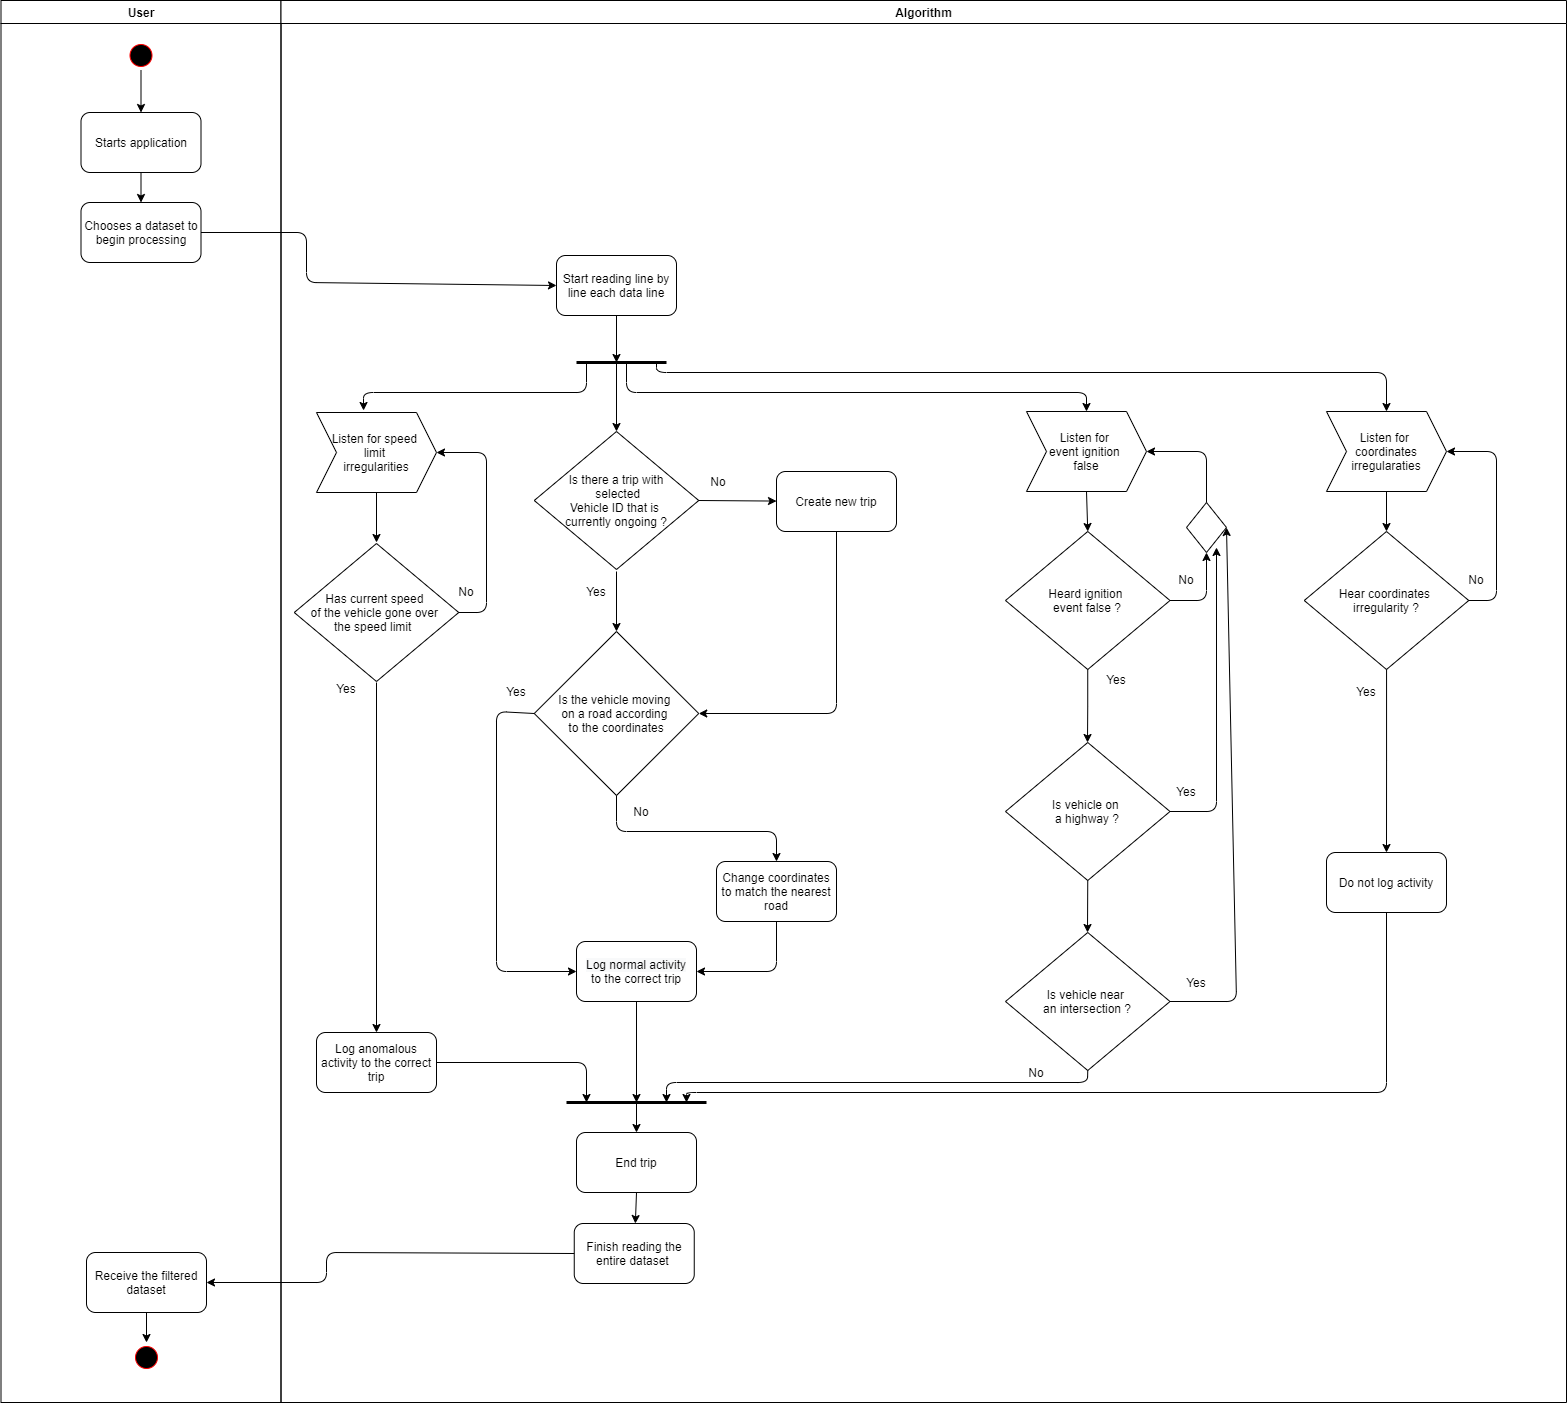 User
Algorithm
Starts application
Chooses a dataset to
begin processing
Start reading line by
line each data line
Listen for speed
limit
irregularities
Is there a trip with
selected
Vehicle ID that is
currently ongoing ?
No
Create new trip
Listen for
event ignition
false
Listen for
coordinates
irregularaties
Has current speed
of the vehicle gone over
the speed limit
No
Yes
Heard ignition
event false ?
No
Hear coordinates
irregularity ?
No
Yes
Yes
Is the vehicle moving
on a road according
to the coordinates
Yes
Yes
Yes
No
Is vehicle on
a highway ?
Yes
Change coordinates
to match the nearest
road
Do not log activity
Log normal activity
to the correct trip
Is vehicle near
an intersection ?
Yes
Log anomalous
activity to the correct
trip
No
End trip
Finish reading the
entire dataset
Receive the filtered
dataset